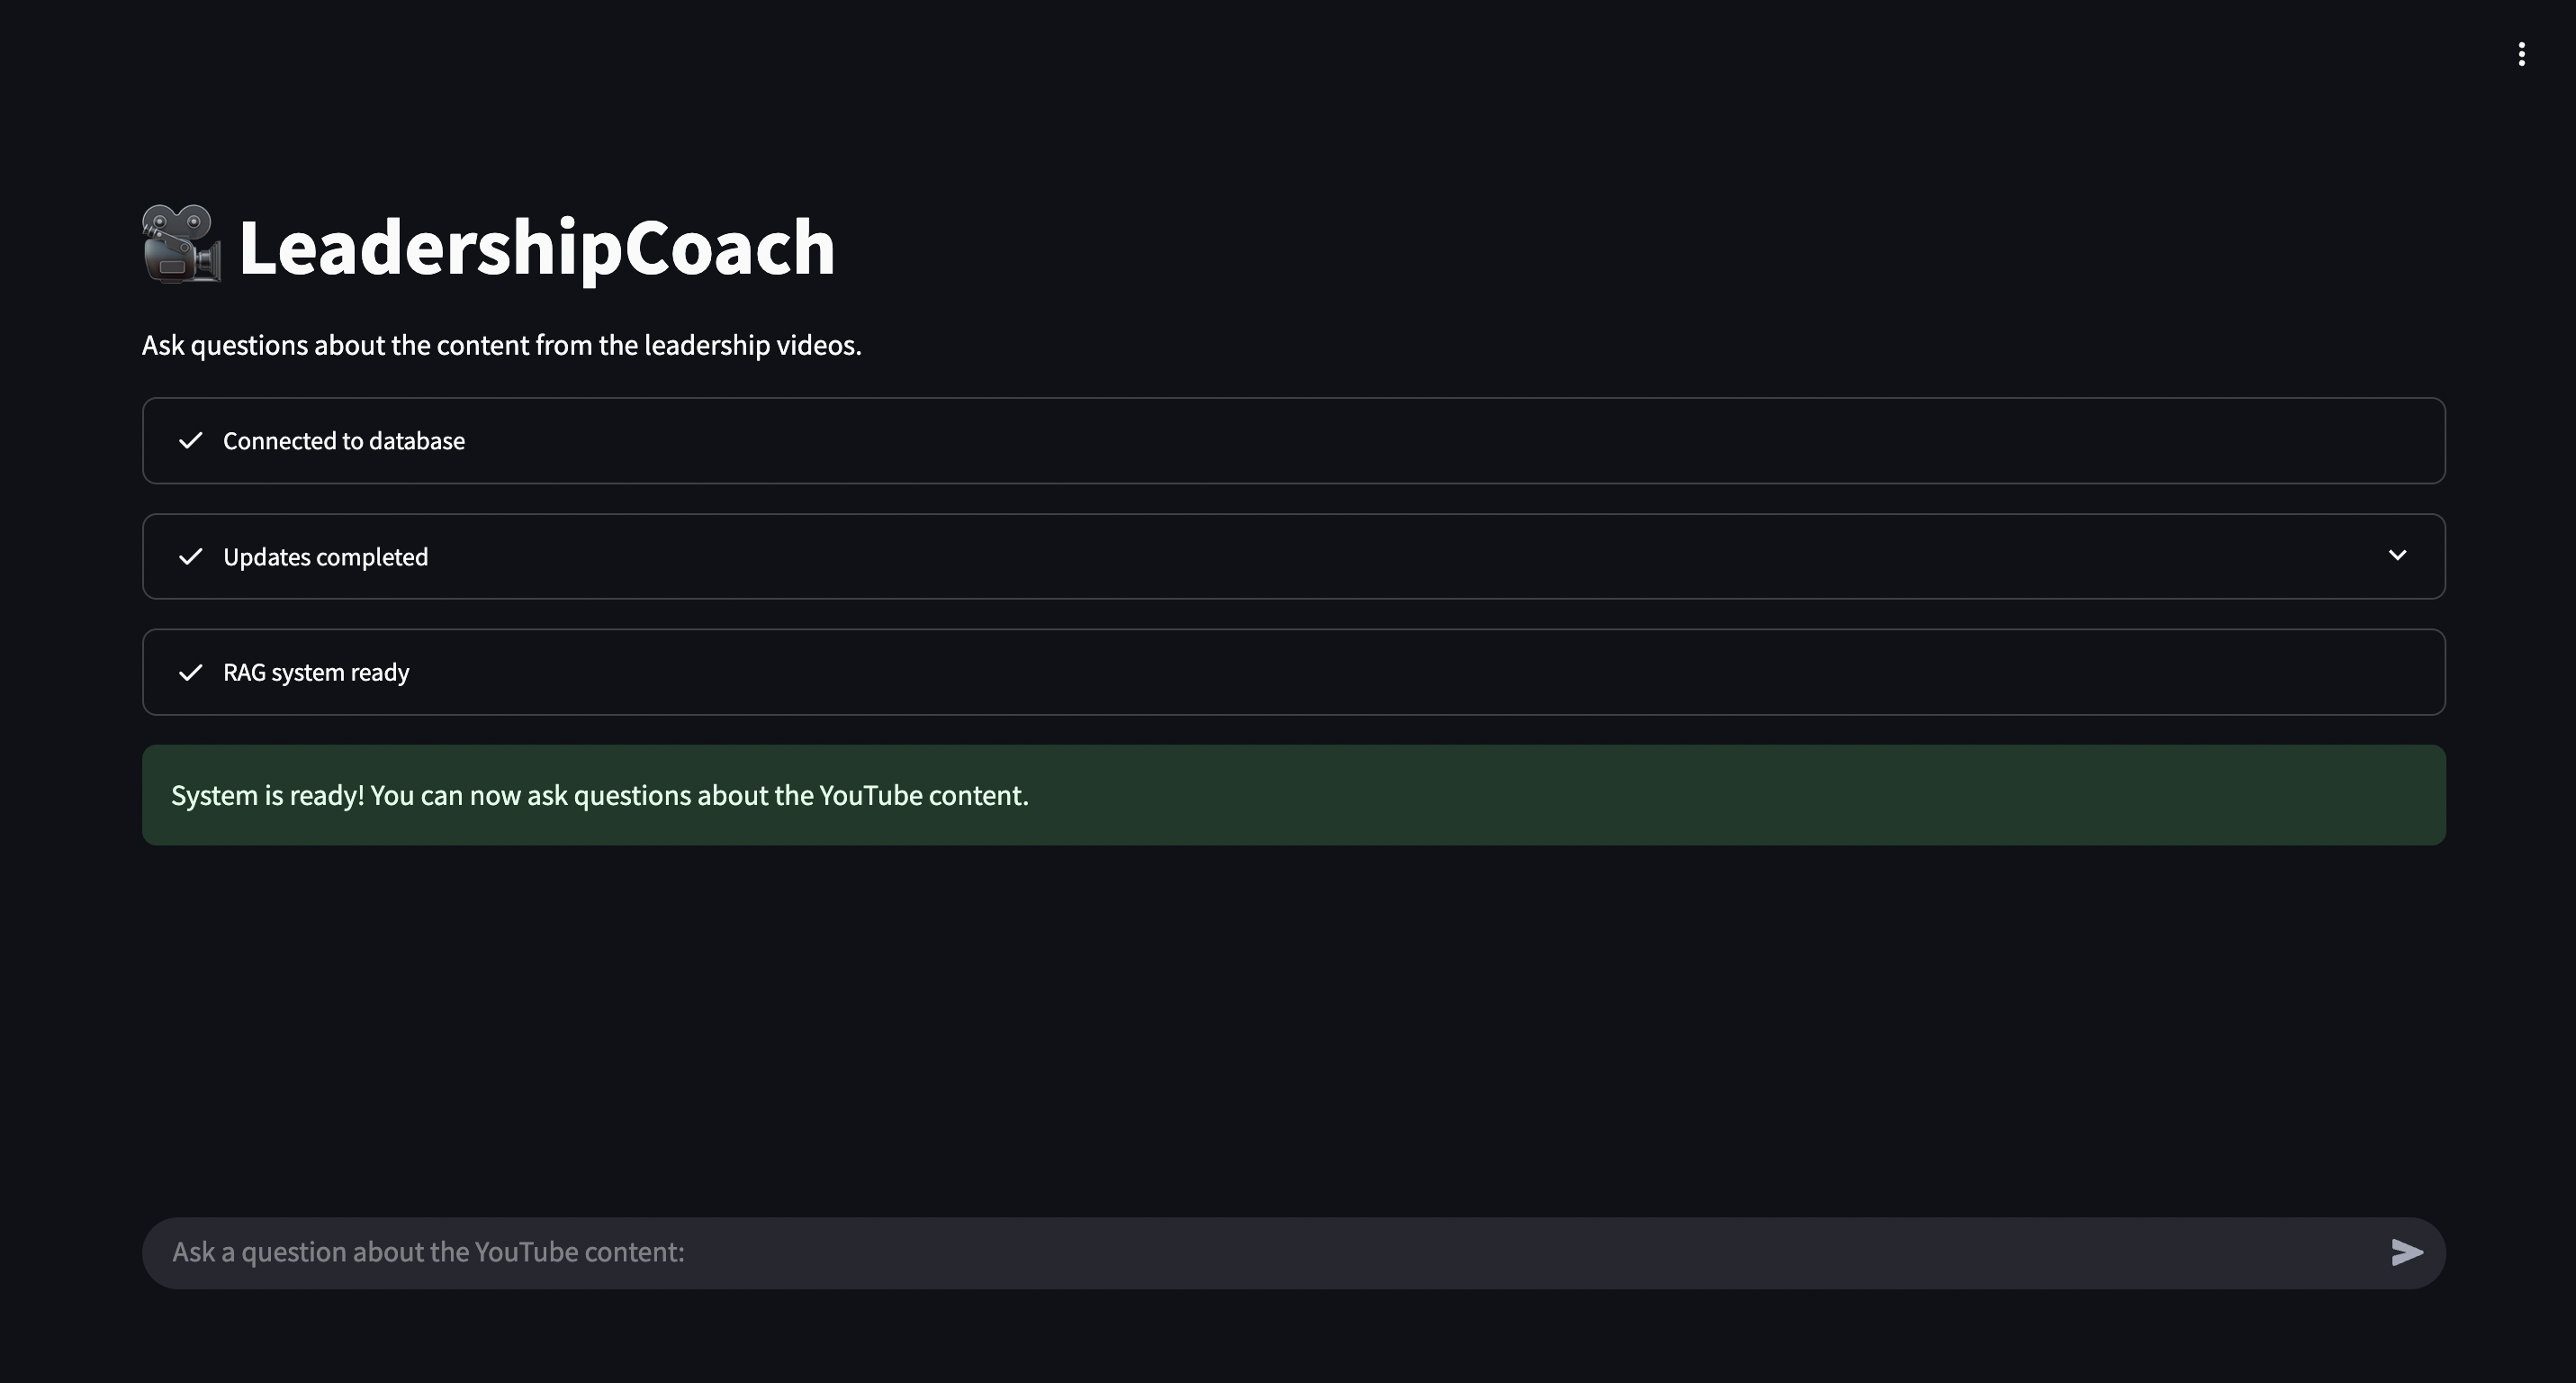 LeadershipCoach
Ask questions about the content from the leadership videos.
Connected to database
Updates completed
RAG system ready
System is ready! You can now ask questions about the YouTube content.
Ask a question about the YouTube content: